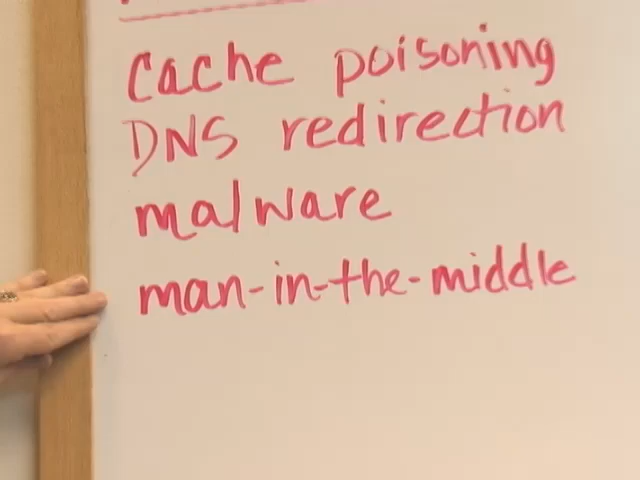 Cache poisoning
DNS redirection
malware
man-in-the-middle